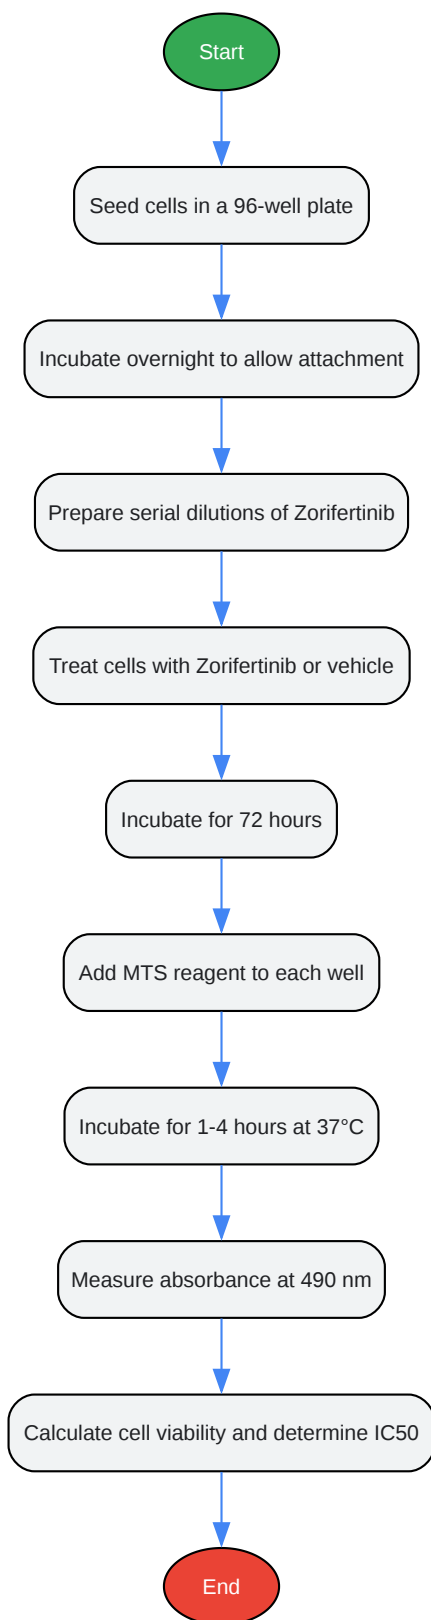 Start
Seed cells in a 96-well plate
Incubate overnight to allow attachment
Prepare serial dilutions of Zorifertinib
Treat cells with Zorifertinib or vehicle
Incubate for 72 hours
Add MTS reagent to each well
Incubate for 1-4 hours at 37°C
Measure absorbance at 490 nm
Calculate cell viability and determine IC50
End